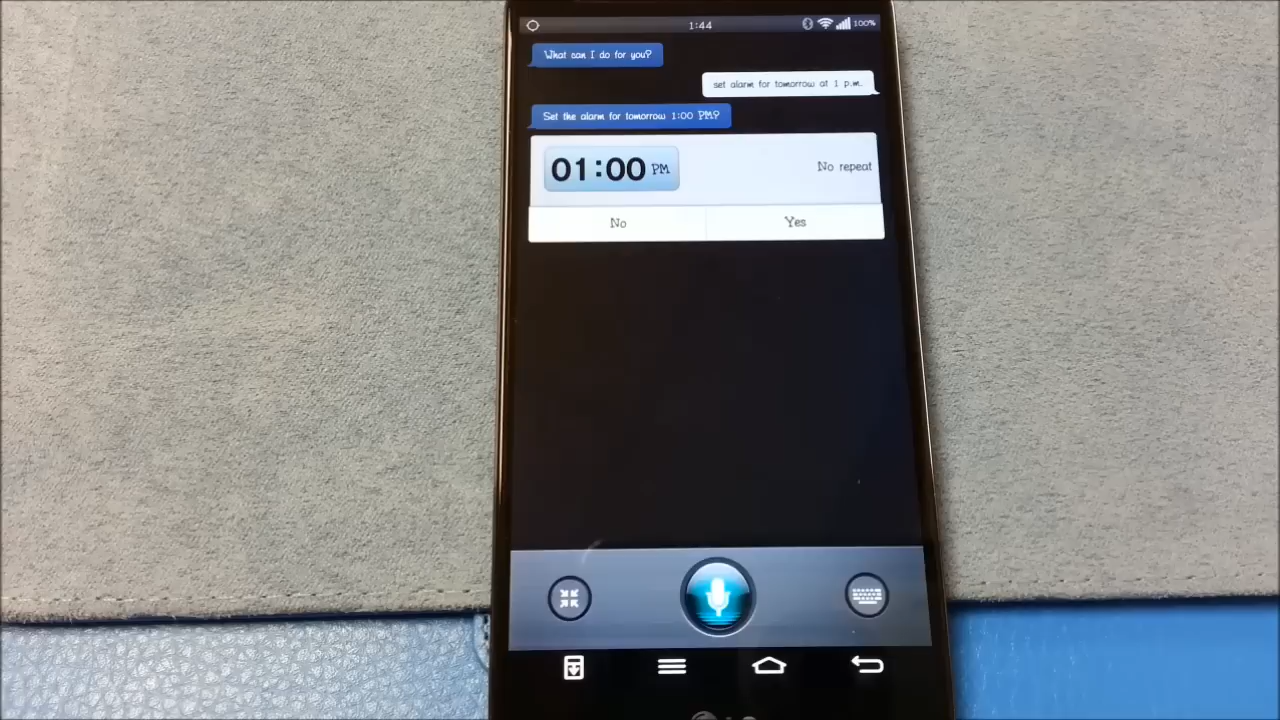 1:44
100%
What can I do for you?
set alarm for tomorrow at 1 p.m.
Set the alarm for tomorrow 1:00 PM?
01:00 PM
No repeat
No
Yes
LG